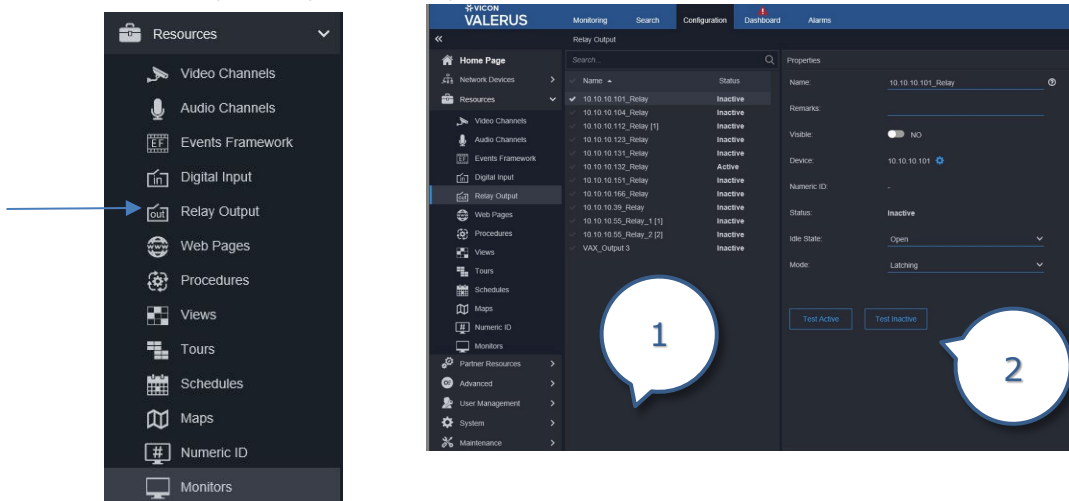 Resources
Video Channels
Audio Channels
EF
Events Framework
in
Digital Input
out
Relay Output
www
Web Pages
Procedures
Views
Tours
Schedules
Maps
#
Numeric ID
Monitors
VICON
VALERUS
Monitoring Search Configuration Dashboard Alarms
Relay Output
Home Page
Network Devices
Resources
Video Channels
Audio Channels
EF
Events Framework
in
Digital Input
out
Relay Output
Web Pages
Procedures
Views
Tours
Schedules
Maps
#
Numeric ID
Monitors
Partner Resources
Advanced
User Management
System
Maintenance
Search...
Name Status
10.10.10.101_Relay Inactive
10.10.10.104_Relay Inactive
10.10.10.112_Relay [1] Inactive
10.10.10.123_Relay Inactive
10.10.10.131_Relay Inactive
10.10.10.132_Relay Active
10.10.10.151_Relay Inactive
10.10.10.166_Relay Inactive
10.10.10.39_Relay Inactive
10.10.10.55_Relay_1 [1] Inactive
10.10.10.55_Relay_2 [2] Inactive
VAX_Output 3 Inactive
1
Properties
Name: 10.10.10.101_Relay
Remarks:
Visible: NO
Device: 10.10.10.101
Numeric ID: -
Status: Inactive
Idle State: Open
Mode: Latching
Test Active Test Inactive
2